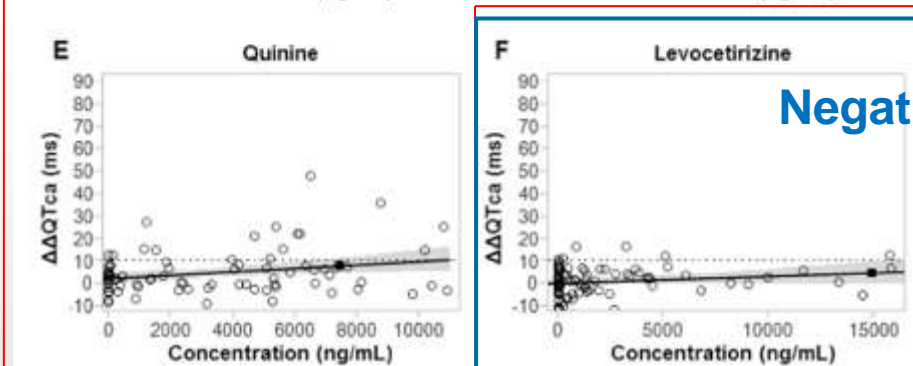 E Quinine
ΔΔQTca (ms)
90
80
70
60
50
40
30
20
10
0
-10
0 2000 4000 6000 8000 10000
Concentration (ng/mL)
F Levocetirizine
Negat
ΔΔQTca (ms)
90
80
70
60
50
40
30
20
10
0
-10
0 5000 10000 15000
Concentration (ng/mL)